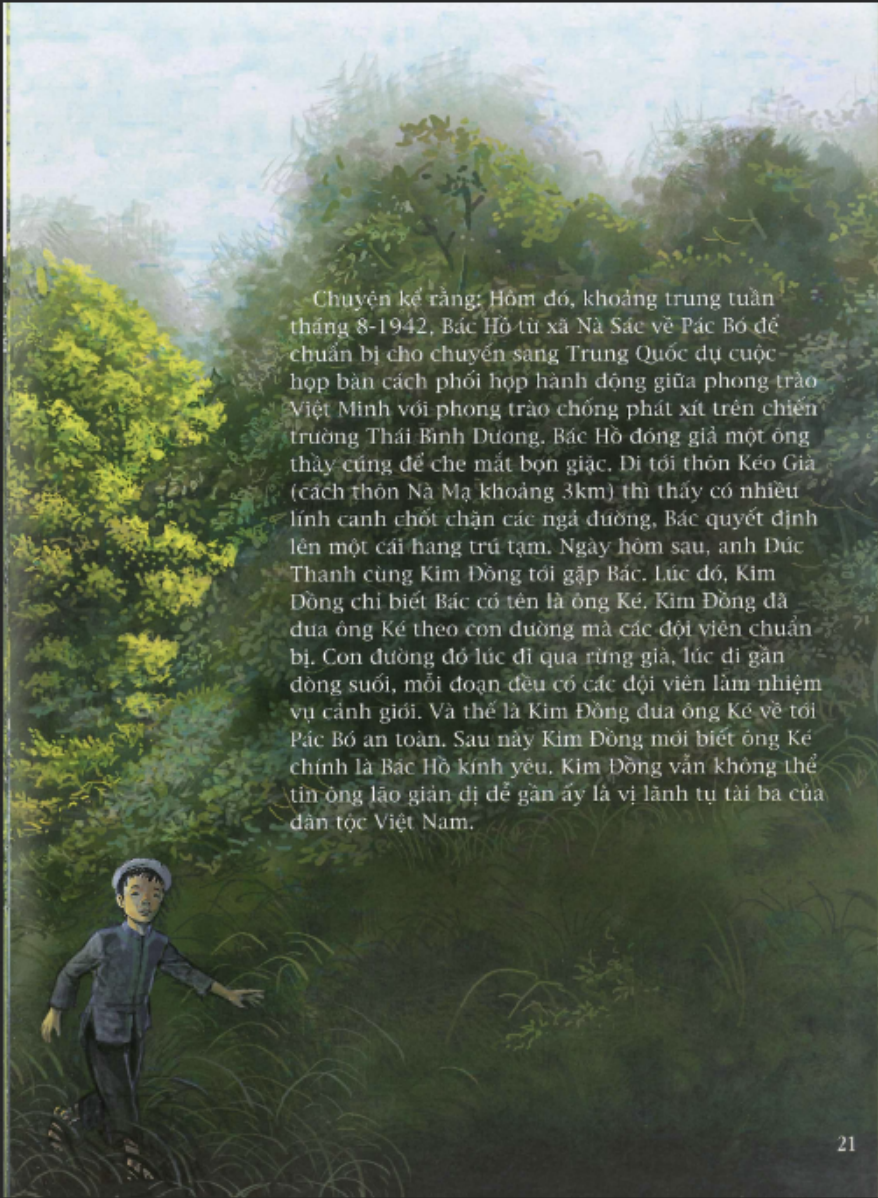 Chuyện kể rằng: Hôm đó, khoảng trung tuần
tháng 8-1942, Bác Hồ từ xã Nà Sác về Pác Bó để
chuẩn bị cho chuyến sang Trung Quốc dự cuộc
họp bàn cách phối hợp hành động giữa phong trào
Việt Minh với phong trào chống phát xít trên chiến
trường Thái Bình Dương. Bác Hồ đóng giả một ông
thầy cúng để che mắt bọn giặc. Đi tới thôn Kéo Già
(cách thôn Nà Mạ khoảng 3km) thì thấy có nhiều
lính canh chốt chặn các ngả đường, Bác quyết định
lên một cái hang trú tạm. Ngày hôm sau, anh Đức
Thanh cùng Kim Đồng tới gặp Bác. Lúc đó, Kim
Đồng chỉ biết Bác có tên là ông Ké. Kim Đồng đã
đưa ông Ké theo con đường mà các đội viên chuẩn
bị. Con đường đó lúc đi qua rừng già, lúc đi gần
dòng suối, mỗi đoạn đều có các đội viên làm nhiệm
vụ cảnh giới. Và thế là Kim Đồng đưa ông Ké về tới
Pác Bó an toàn. Sau này Kim Đồng mới biết ông Ké
chính là Bác Hồ kính yêu. Kim Đồng vẫn không thể
tin ông lão giản dị dễ gần ấy là vị lãnh tụ tài ba của
dân tộc Việt Nam.
21